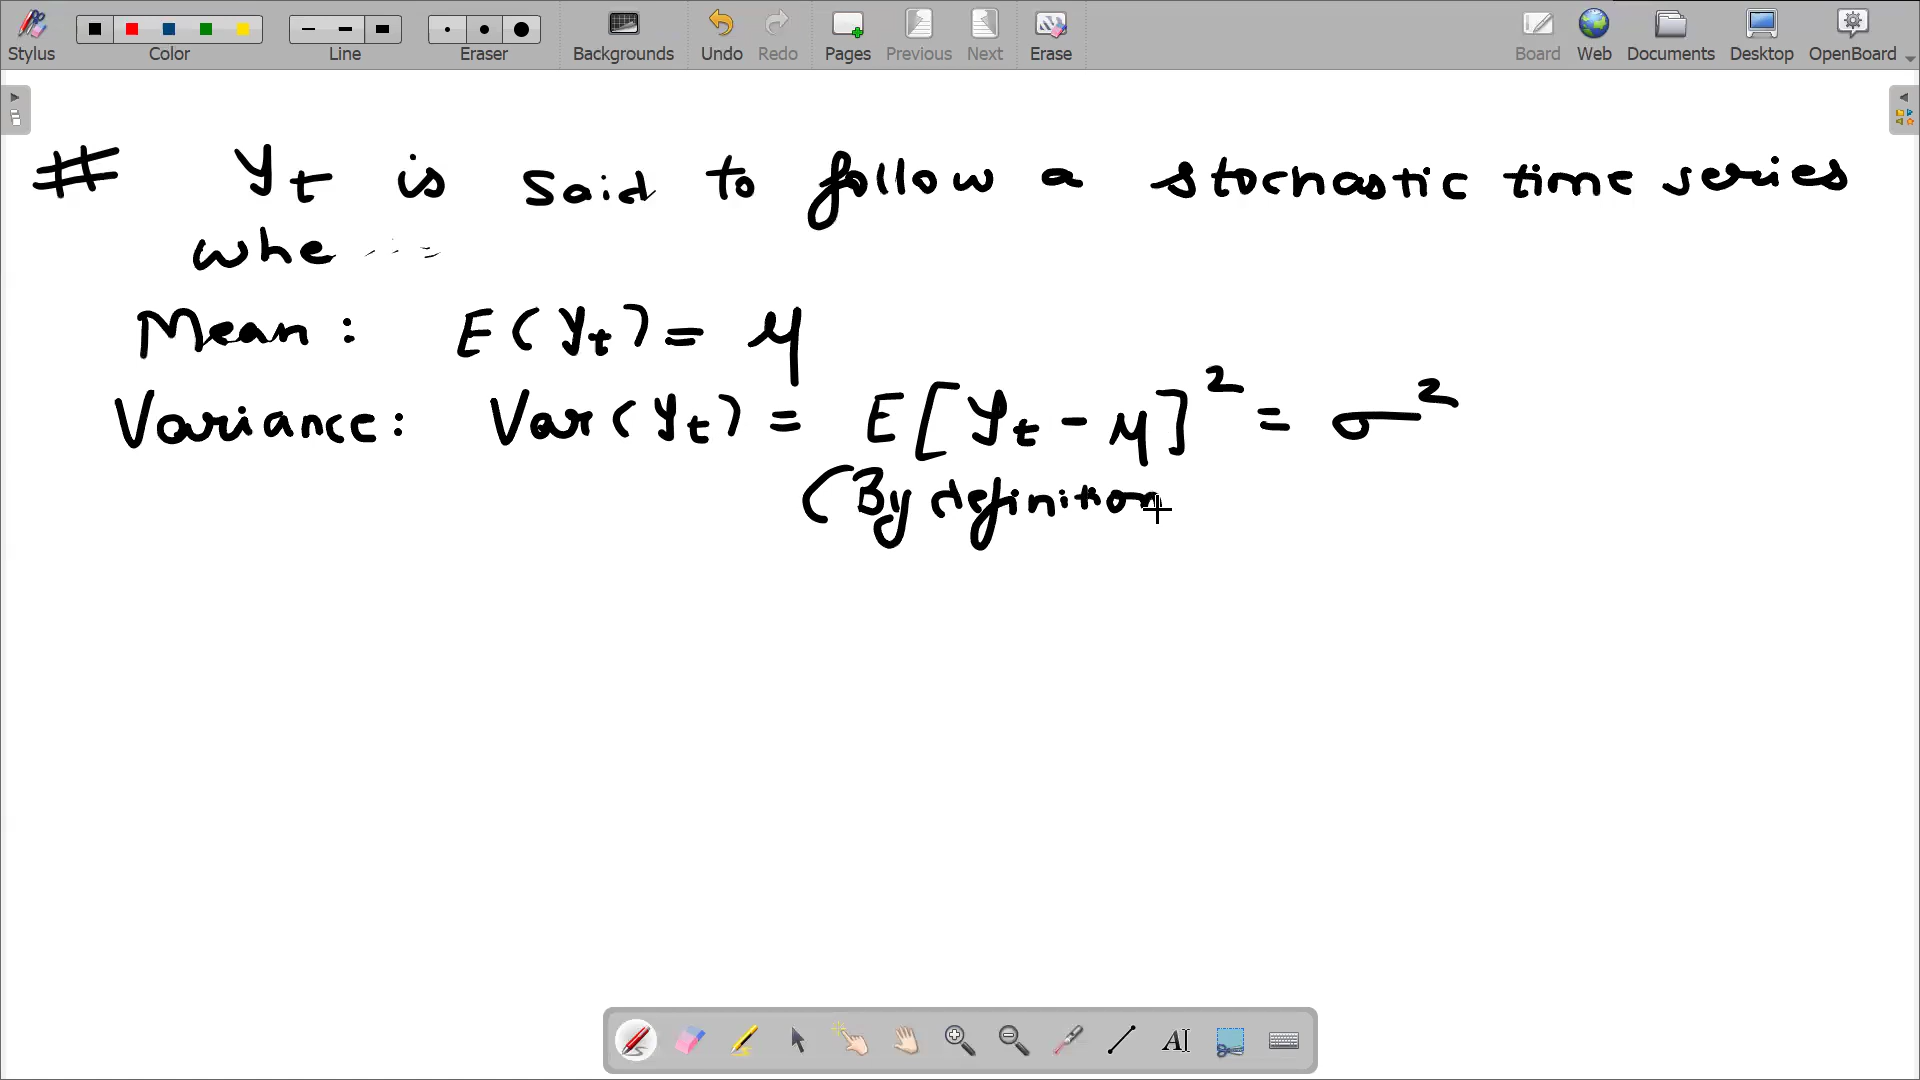 Stylus Color Line Eraser Backgrounds Undo Redo Pages Previous Next Erase Board Web Documents Desktop OpenBoard
# Yt is said to follow a stochastic time series
whe
Mean: E(Yt) = μ
Variance: Var(Yt) = E[Yt - μ]² = σ²
(By definition
AI